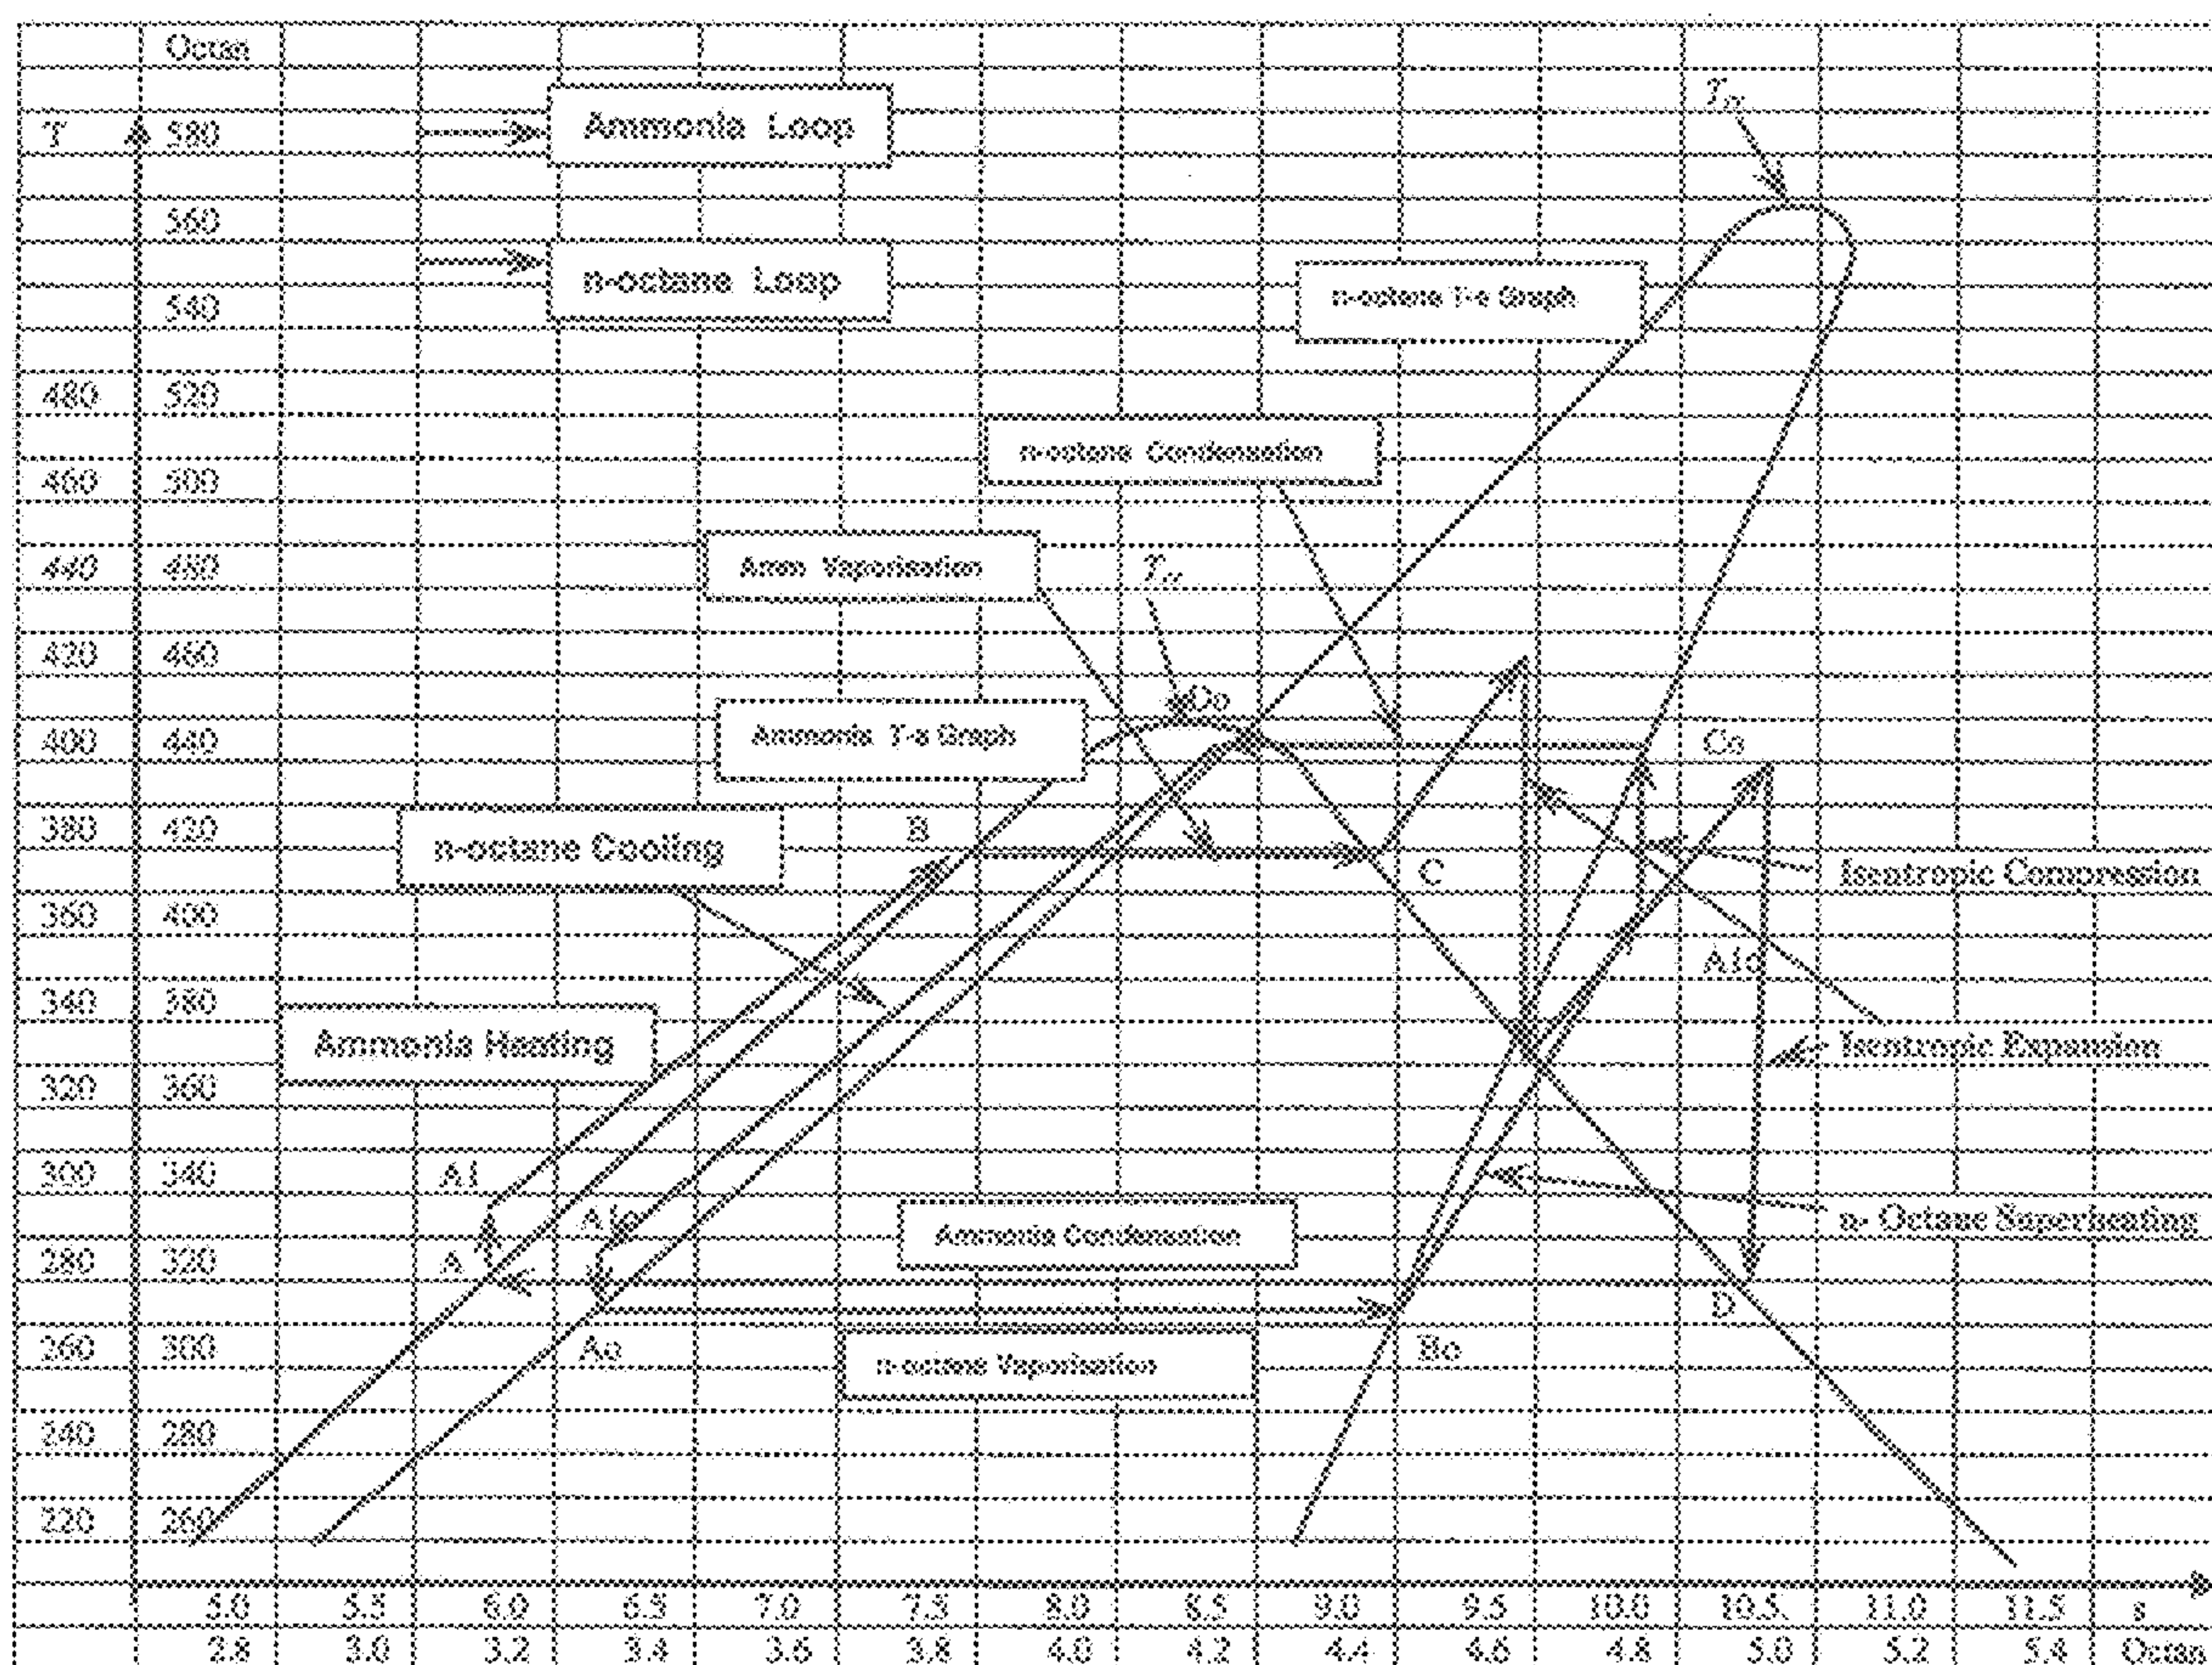 Octan
T 580
Ammonia Loop
560
n-octane Loop
n-octane T-s Graph
540
480 520
n-octane Condensation
460 500
Amm Vaporisation
440 480
420 460
Ammonia T-s Graph
400 440
Co
n-octane Cooling
380 420
B
C
Isentropic Compression
360 400
340 380
Ammonia Heating
Isentropic Expansion
320 360
300 340
A1
n- Octane Superheating
Ammonia Condensation
280 320
A
D
260 300
Ao
n-octane Vaporisation
Bo
240 280
220 260
5.0 5.5 6.0 6.5 7.0 7.5 8.0 8.5 9.0 9.5 10.0 10.5. 11.0 11.5 s
2.8 3.0 3.2 3.4 3.6 3.8 4.0 4.2 4.4 4.6 4.8 5.0 5.2 5.4 Octan